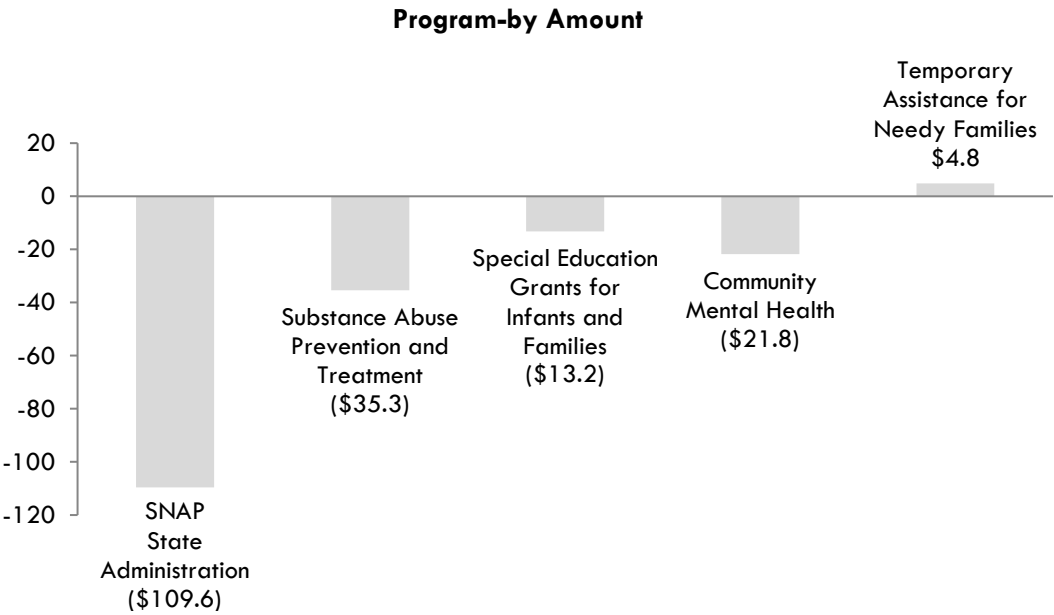 Program-by Amount
Temporary
Assistance for
Needy Families
$4.8
20
0
-20
-40
-60
-80
-100
-120
SNAP
State
Administration
($109.6)
Substance Abuse
Prevention and
Treatment
($35.3)
Special Education
Grants for
Infants and
Families
($13.2)
Community
Mental Health
($21.8)